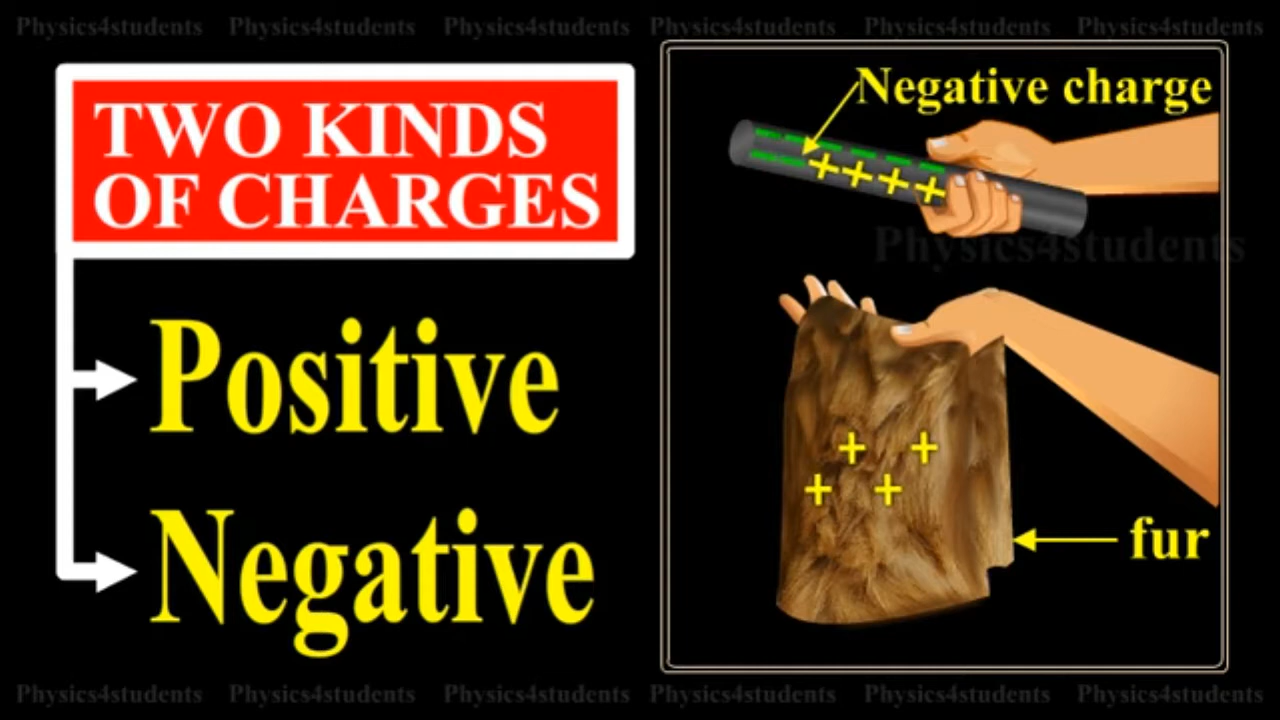 Physics4students Physics4students Physics4students Physics4students Physics4students Physics4students
TWO KINDS
OF CHARGES
Positive
Negative
Negative charge
Physics4students
fur
Physics4students Physics4students Physics4students Physics4students Physics4students Physics4students